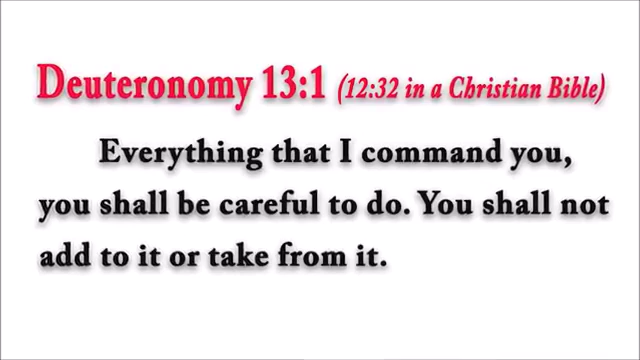 Deuteronomy 13:1 (12:32 in a Christian Bible)
Everything that I command you,
you shall be careful to do. You shall not
add to it or take from it.